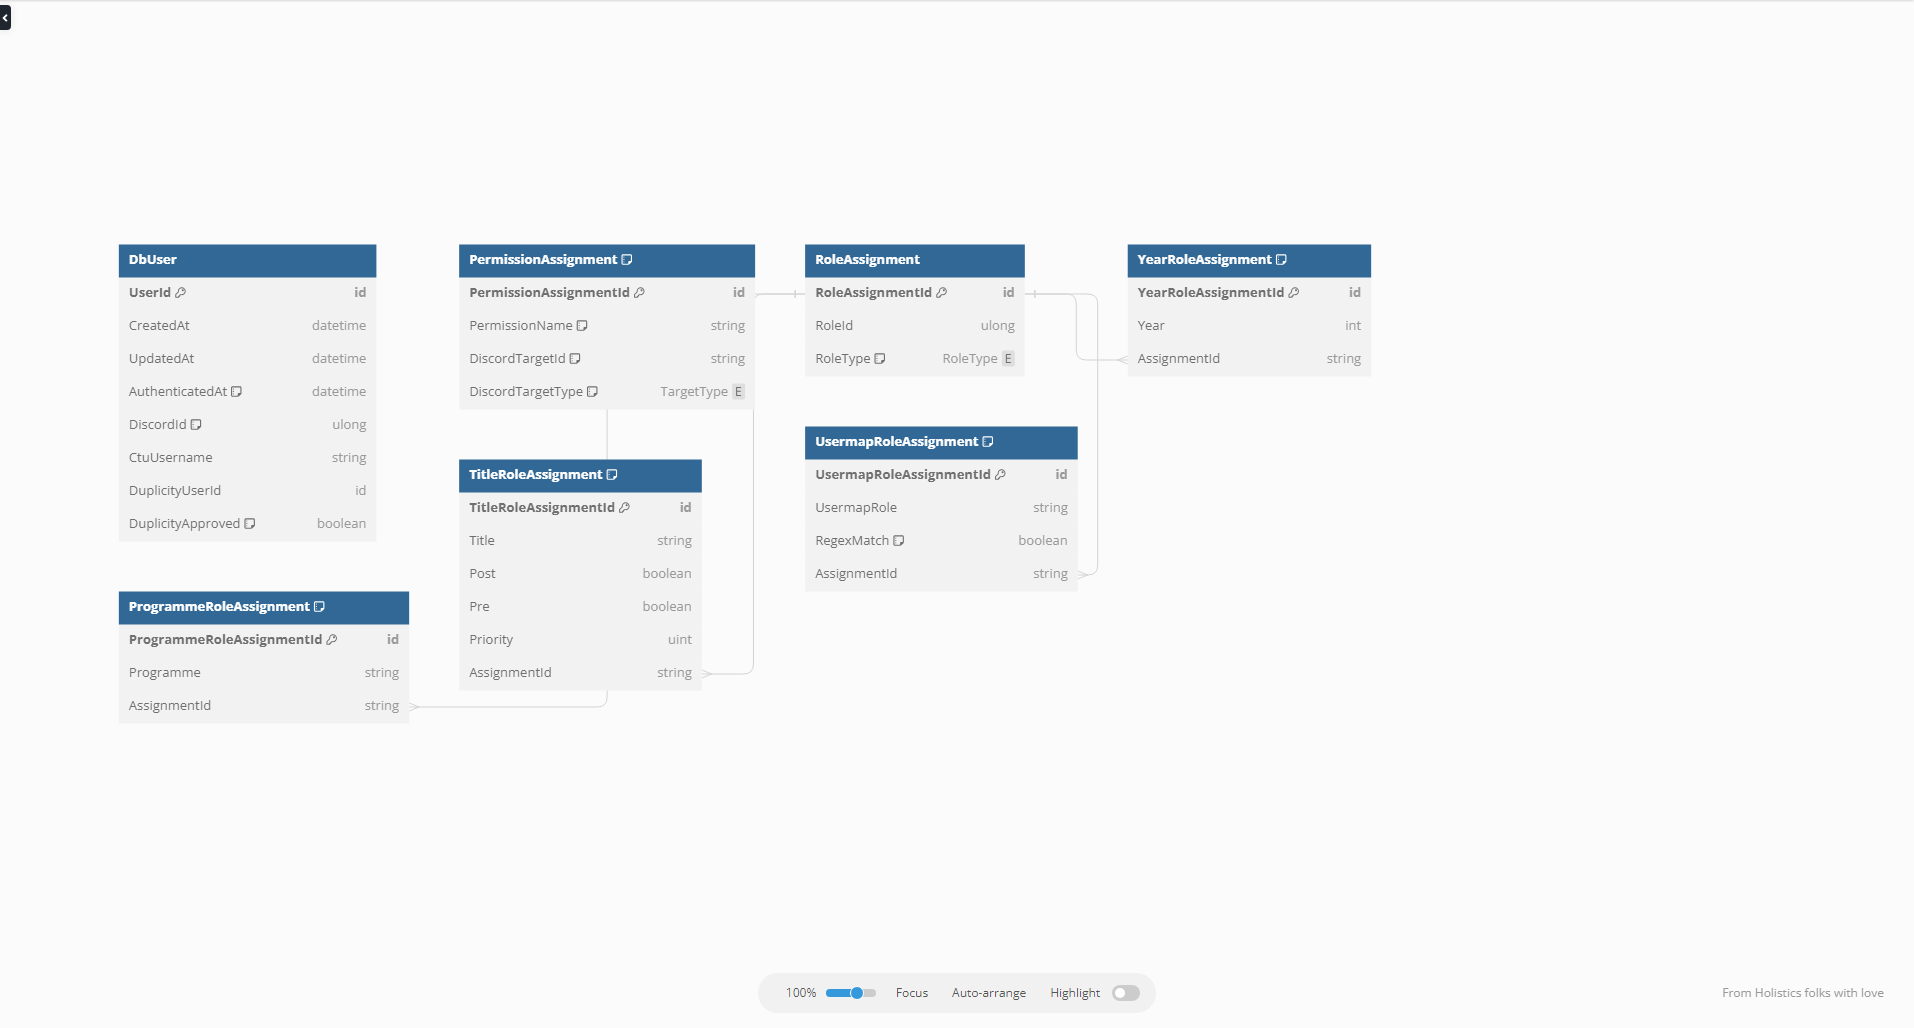 DbUser
UserId id
CreatedAt datetime
UpdatedAt datetime
AuthenticatedAt datetime
DiscordId ulong
CtuUsername string
DuplicityUserId id
DuplicityApproved boolean
ProgrammeRoleAssignment
ProgrammeRoleAssignmentId id
Programme string
AssignmentId string
PermissionAssignment
PermissionAssignmentId id
PermissionName string
DiscordTargetId string
DiscordTargetType TargetType E
TitleRoleAssignment
TitleRoleAssignmentId id
Title string
Post boolean
Pre boolean
Priority uint
AssignmentId string
RoleAssignment
RoleAssignmentId id
RoleId ulong
RoleType RoleType E
UsermapRoleAssignment
UsermapRoleAssignmentId id
UsermapRole string
RegexMatch boolean
AssignmentId string
YearRoleAssignment
YearRoleAssignmentId id
Year int
AssignmentId string
100% Focus Auto-arrange Highlight
From Holistics folks with love